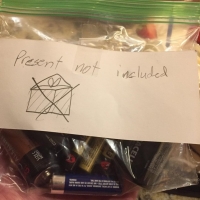 Present not included